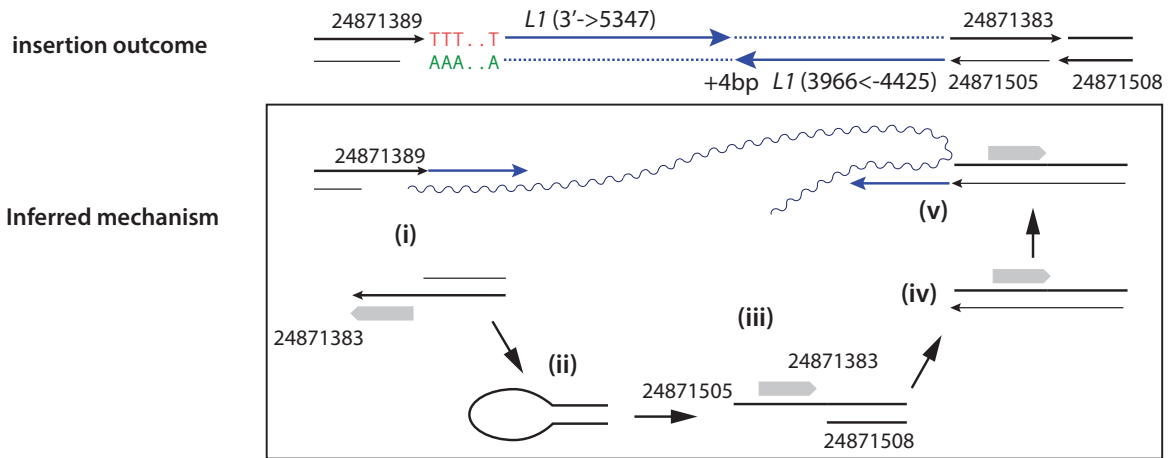 24871389
L1 (3’->5347)
24871383
insertion outcome
TTT..T
AAA..A
+4bp L1 (3966<-4425)
24871505
24871508
24871389
Inferred mechanism
(i)
(v)
(iv)
24871383
(iii)
(ii)
24871383
24871505
24871508